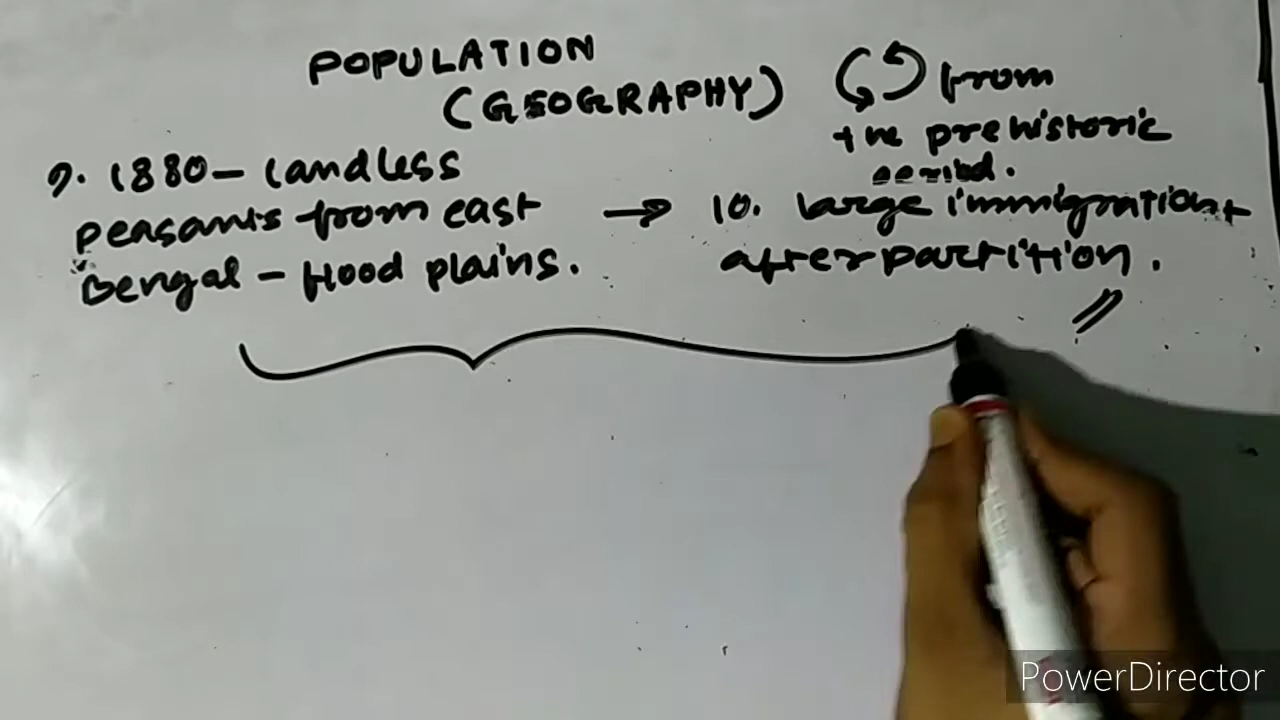 POPULATION
(GEOGRAPHY)
from
the prehistoric
period.
9. 1880- landless
peasants from east
Bengal - flood plains.
→ 10. large immigration
after partition.
PowerDirector